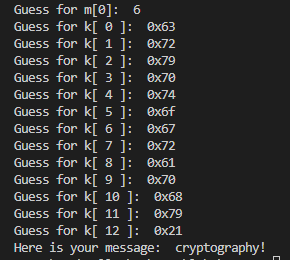 Guess for m[0]:  6
Guess for k[ 0 ]:  0x63
Guess for k[ 1 ]:  0x72
Guess for k[ 2 ]:  0x79
Guess for k[ 3 ]:  0x70
Guess for k[ 4 ]:  0x74
Guess for k[ 5 ]:  0x6f
Guess for k[ 6 ]:  0x67
Guess for k[ 7 ]:  0x72
Guess for k[ 8 ]:  0x61
Guess for k[ 9 ]:  0x70
Guess for k[ 10 ]:  0x68
Guess for k[ 11 ]:  0x79
Guess for k[ 12 ]:  0x21
Here is your message:  cryptography!